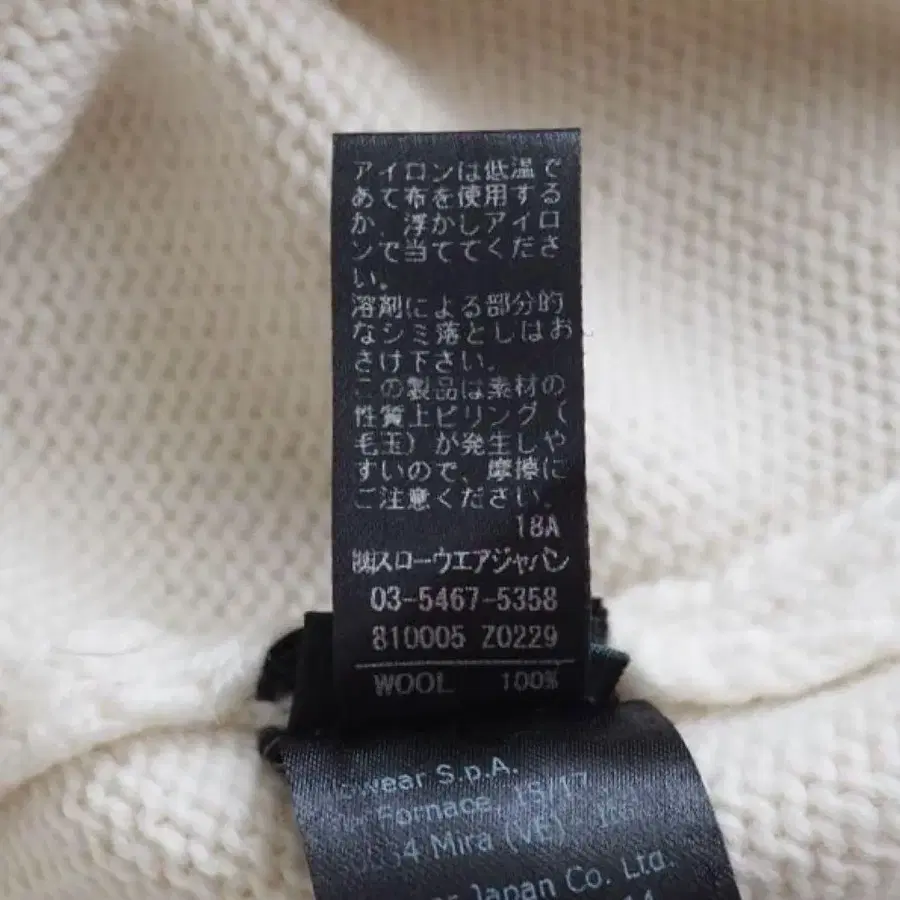 アイロンは低温で
あて布を使用する
か、浮かしアイロ
ンで当ててくださ
い。
溶剤による部分的
なシミ落としはお
さけ下さい。
この製品は素材の
性質上ピリング（
毛玉）が発生しや
すいので、摩擦に
ご注意ください。
18A
㈱スローウエアジャパン
03-5467-5358
810005 Z0229
WOOL 100%
S.p.A.
Fornace, 15/17
Mira (VE) -
Japan Co. Ltd.